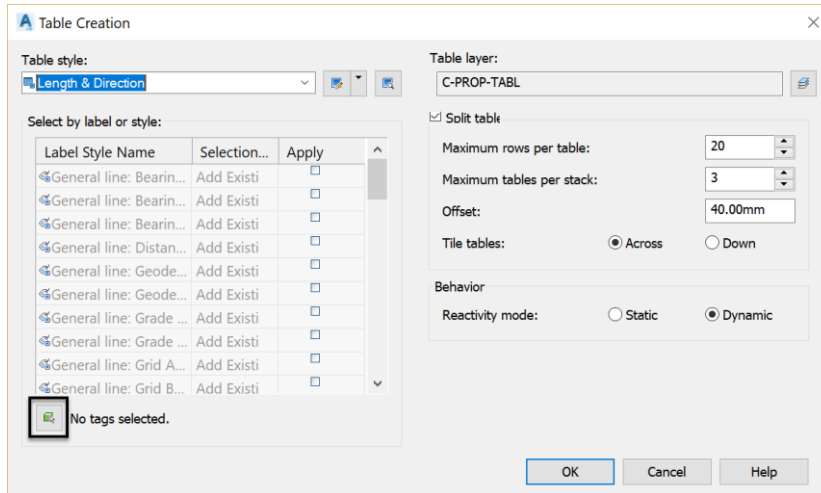 Table Creation
Table style:
Length & Direction
Select by label or style:
Label Style Name Selection... Apply
General line: Bearin... Add Existi
General line: Bearin... Add Existi
General line: Bearin... Add Existi
General line: Distan... Add Existi
General line: Geode... Add Existi
General line: Geode... Add Existi
General line: Grade ... Add Existi
General line: Grade ... Add Existi
General line: Grid A... Add Existi
General line: Grid B... Add Existi
No tags selected.
Table layer:
C-PROP-TABL
Split table
Maximum rows per table: 20
Maximum tables per stack: 3
Offset: 40.00mm
Tile tables: Across Down
Behavior
Reactivity mode: Static Dynamic
OK Cancel Help